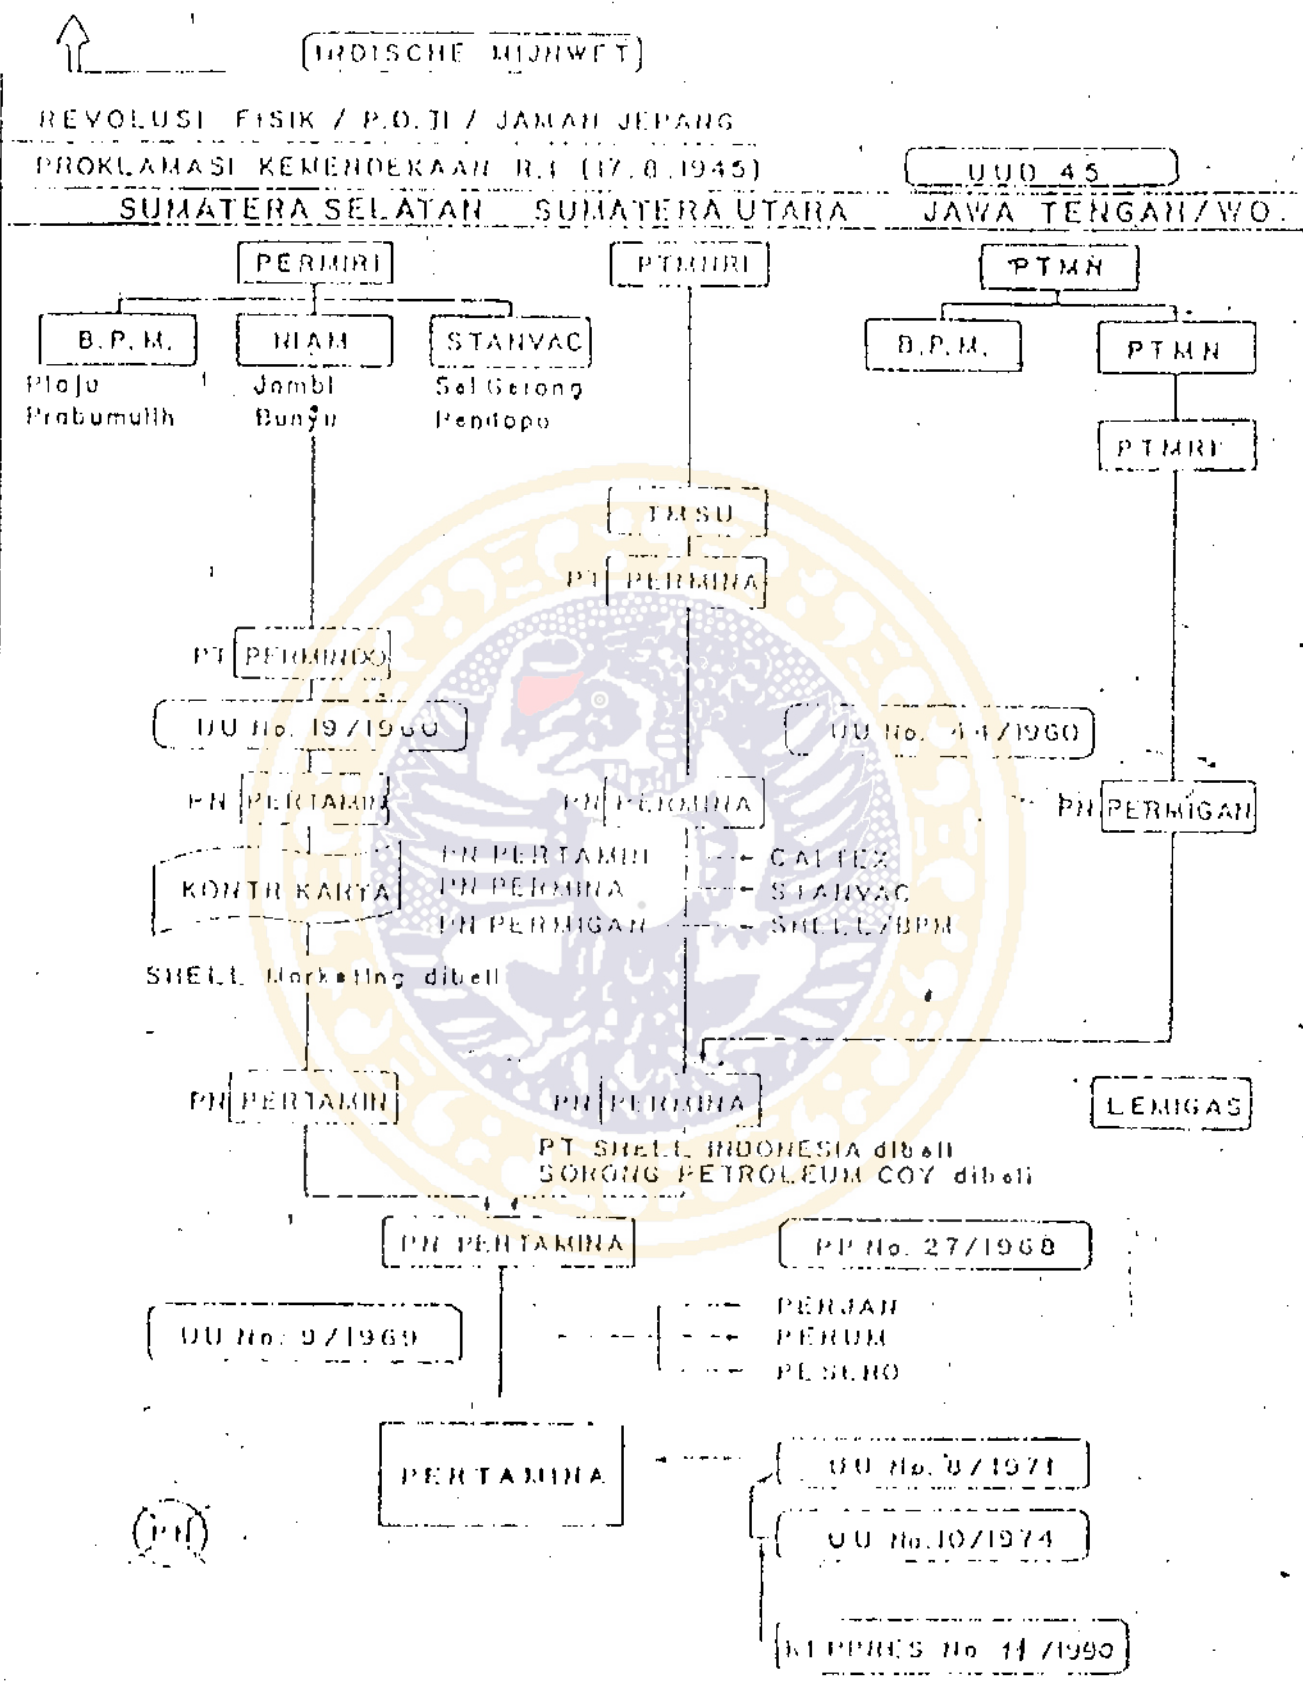 INDISCHE MIJNWET
REVOLUSI FISIK / P.D. II / JAMAN JEPANG
PROKLAMASI KEMERDEKAAN R.I (17.8.1945)
UUD 45
SUMATERA SELATAN SUMATERA UTARA JAWA TENGAH/WO.
PERMIRI PTMNRI PTMN
B.P.M. NIAM STANVAC B.P.M. PTMN
Plaju Jambi Sei Gerong
Prabumulih Bunyu Pendopo
PTMRI
TMSU
PT PERMINA
PT PERMINDO
UU No. 19/1960 UU No. 44/1960
PN PERTAMIN PN PERMINA PN PERMIGAN
PN PERTAMIN CALTEX
KONTR KARYA PN PERMINA STANVAC
PN PERMIGAN SHELL/BPM
SHELL Marketing dibeli
PN PERTAMIN PN PERMINA LEMIGAS
PT SHELL INDONESIA dibeli
SORONG PETROLEUM COY dibeli
PN PERTAMINA PP No. 27/1968
PERJAN
UU No. 9/1969 PERUM
PESERO
PERTAMINA UU No. 8/1971
PN UU No. 10/1974
KEPPRES No /1990